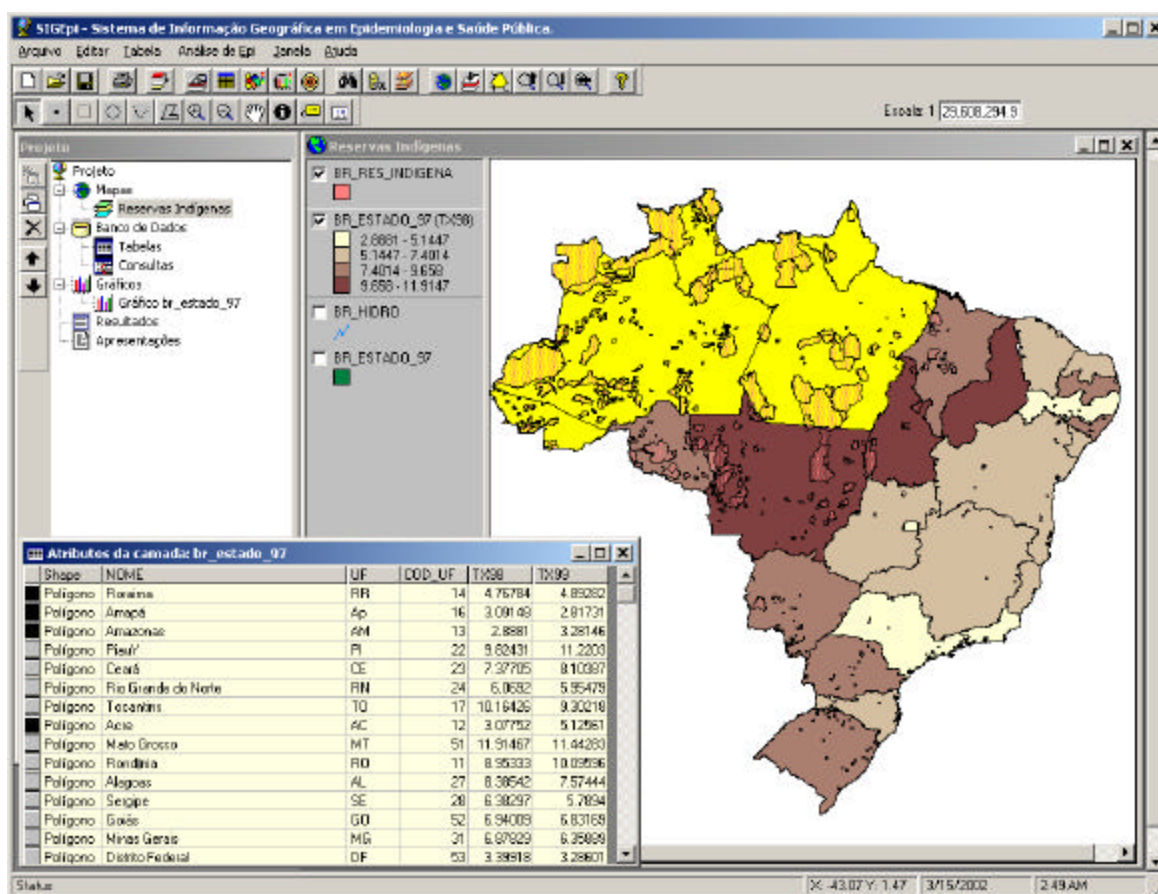 SIGEpi - Sistema de Informação Geográfica em Epidemiologia e Saúde Pública.
Arquivo Editar Tabela Análise de Epi Janela Ajuda
Escala: 1 29,608,294.9
Projeto
Projeto
Mapas
Reservas Indígenas
Banco de Dados
Tabelas
Consultas
Gráficos
Gráfico br_estado_97
Resultados
Apresentações
Reservas Indígenas
BR_RES_INDIGENA
BR_ESTADO_97 (TX98)
2.8881 - 5.1447
5.1447 - 7.4014
7.4014 - 9.658
9.658 - 11.9147
BR_HIDRO
BR_ESTADO_97
Atributos da camada: br_estado_97
Shape NOME UF COD_UF TX98 TX99
Polígono Roraima RR 14 4.76784 4.89282
Polígono Amapá Ap 16 3.09148 2.81731
Polígono Amazonas AM 13 2.8881 3.28146
Polígono Piauí' PI 22 9.82431 11.2203
Polígono Ceará CE 23 7.37705 8.10387
Polígono Rio Grande do Norte RN 24 6.0692 5.95479
Polígono Tocantins TO 17 10.16426 9.30218
Polígono Acre AC 12 3.07752 5.12561
Polígono Mato Grosso MT 51 11.91467 11.44283
Polígono Rondônia RO 11 8.95333 10.09596
Polígono Alagoas AL 27 8.38542 7.57444
Polígono Sergipe SE 28 6.38297 5.7894
Polígono Goiás GO 52 6.94009 6.83169
Polígono Minas Gerais MG 31 6.87829 6.35889
Polígono Distrito Federal DF 53 3.39918 3.28601
Status X: -43.07 Y: 1.47 3/15/2002 2:49 AM